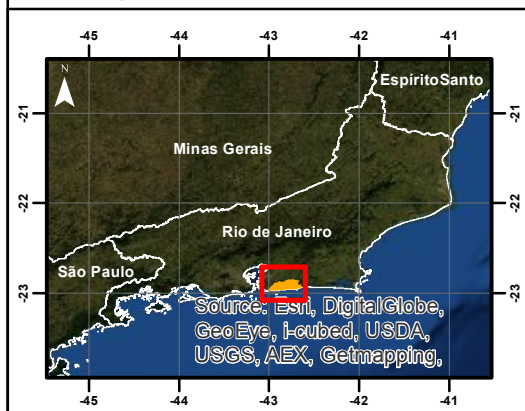 -45 -44 -43 -42 -41
N
EspíritoSanto
-21 -21
Minas Gerais
-22 -22
Rio de Janeiro
São Paulo
-23 -23
Source: Esri, DigitalGlobe,
GeoEye, i-cubed, USDA,
USGS, AEX, Getmapping,
-45 -44 -43 -42 -41